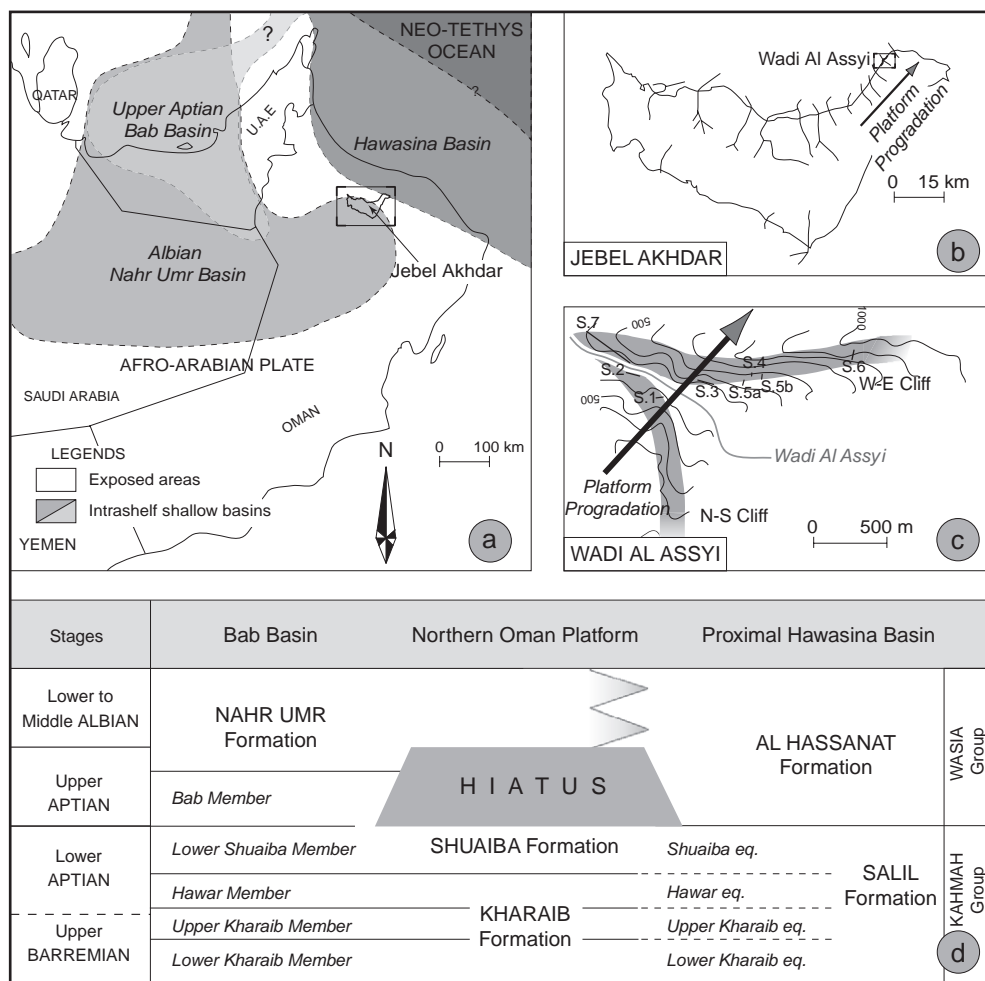 NEO-TETHYS
OCEAN
?
?
QATAR
Upper Aptian
Bab Basin
U.A.E
Hawasina Basin
Albian
Nahr Umr Basin
Jebel Akhdar
AFRO-ARABIAN PLATE
SAUDI ARABIA
OMAN
LEGENDS
Exposed areas
Intrashelf shallow basins
YEMEN
N
0 100 km
a
Wadi Al Assyi
Platform
Progradation
0 15 km
JEBEL AKHDAR
b
S.7
500
1000
S.2
S.4
S.6
W-E Cliff
S.3
S.5a
S.5b
500
S.1
Wadi Al Assyi
Platform
Progradation
N-S Cliff
0 500 m
WADI AL ASSYI
c
Stages Bab Basin Northern Oman Platform Proximal Hawasina Basin
Lower to
Middle ALBIAN
NAHR UMR
Formation
AL HASSANAT
Formation
WASIA
Group
Upper
APTIAN
Bab Member
HIATUS
Lower
APTIAN
Lower Shuaiba Member
SHUAIBA Formation
Shuaiba eq.
SALIL
Formation
KAHMAH
Group
Hawar Member
Hawar eq.
KHARAIB
Formation
Upper
BARREMIAN
Upper Kharaib Member
Upper Kharaib eq.
Lower Kharaib Member
Lower Kharaib eq.
d